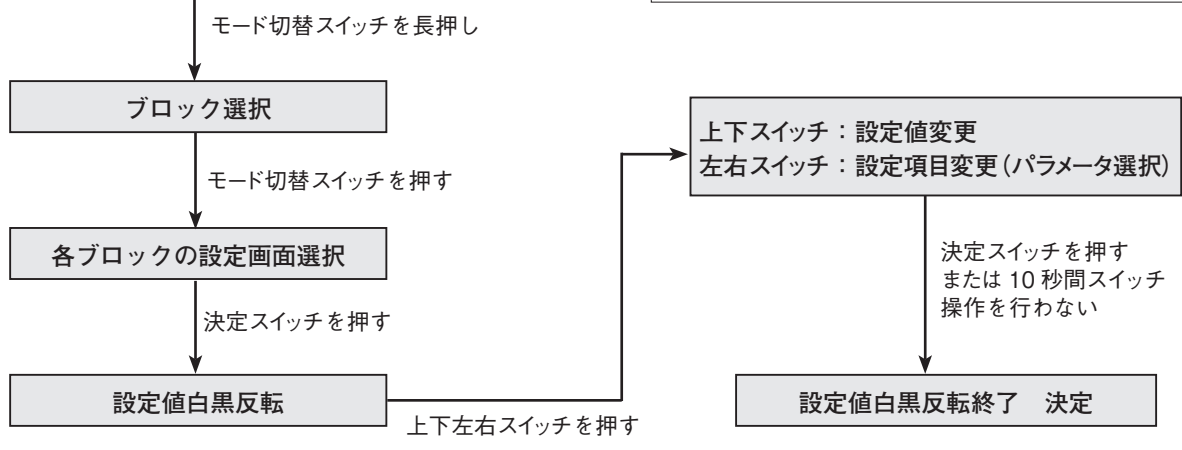 モード切替スイッチを長押し
ブロック選択
モード切替スイッチを押す
各ブロックの設定画面選択
決定スイッチを押す
設定値白黒反転
上下左右スイッチを押す
上下スイッチ：設定値変更
左右スイッチ：設定項目変更（パラメータ選択）
決定スイッチを押す
または 10 秒間スイッチ
操作を行わない
設定値白黒反転終了　決定